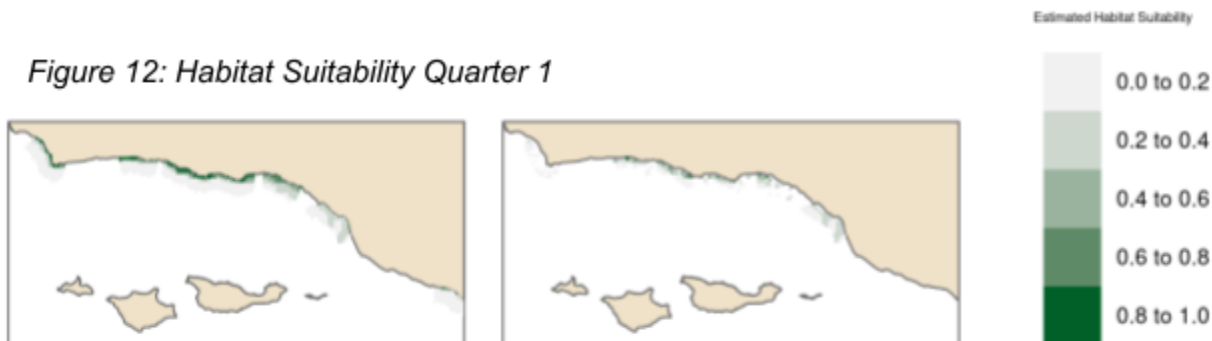 Estimated Habitat Suitability
Figure 12: Habitat Suitability Quarter 1
0.0 to 0.2
0.2 to 0.4
0.4 to 0.6
0.6 to 0.8
0.8 to 1.0